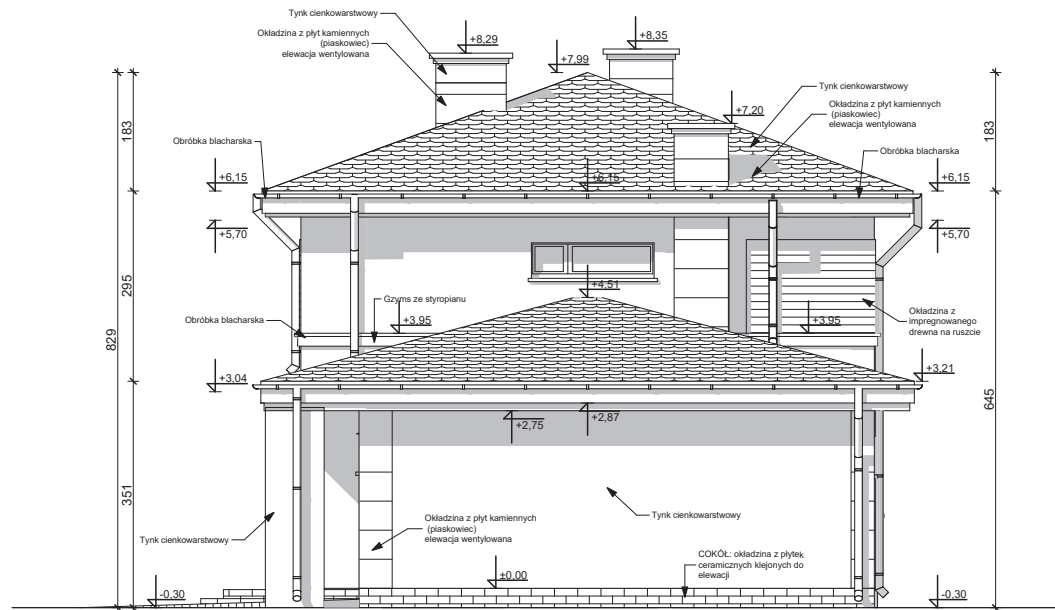 Tynk cienkowarstwowy
Okładzina z płyt kamiennych
(piaskowiec)
elewacja wentylowana
+8,29
+8,35
+7,99
Tynk cienkowarstwowy
Okładzina z płyt kamiennych
(piaskowiec)
elewacja wentylowana
+7,20
183
183
Obróbka blacharska
Obróbka blacharska
+6,15
+6,15
+6,15
+5,70
+5,70
295
829
+4,51
Gzyms ze styropianu
Obróbka blacharska
+3,95
+3,95
Okładzina z
impregnowanego
drewna na ruszcie
+3,04
+3,21
645
+2,75
+2,87
351
Tynk cienkowarstwowy
Okładzina z płyt kamiennych
(piaskowiec)
elewacja wentylowana
Tynk cienkowarstwowy
COKÓŁ: okładzina z płytek
ceramicznych klejonych do
elewacji
±0,00
-0,30
-0,30